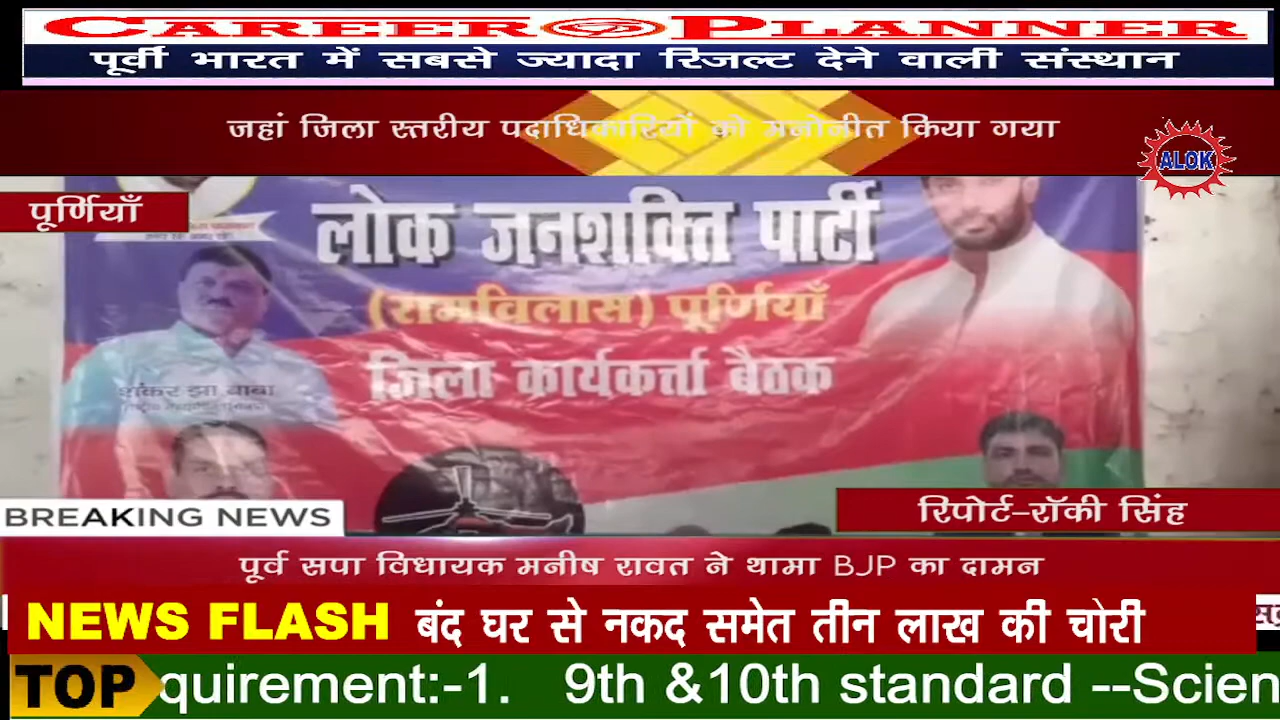 CAREER PLANNER
पूर्वी भारत में सबसे ज्यादा रिजल्ट देने वाली संस्थान
जहां जिला स्तरीय पदाधिकारियों को मनोनीत किया गया
ALOK
पूर्णियाँ
लोक जनशक्ति पार्टी
(रामविलास) पूर्णियाँ
जिला कार्यकर्त्ता बैठक
शंकर झा बाबा
BREAKING NEWS
रिपोर्ट-रॉकी सिंह
पूर्व सपा विधायक मनीष रावत ने थामा BJP का दामन
NEWS FLASH बंद घर से नकद समेत तीन लाख की चोरी
TOP quirement:-1. 9th &10th standard --Scien